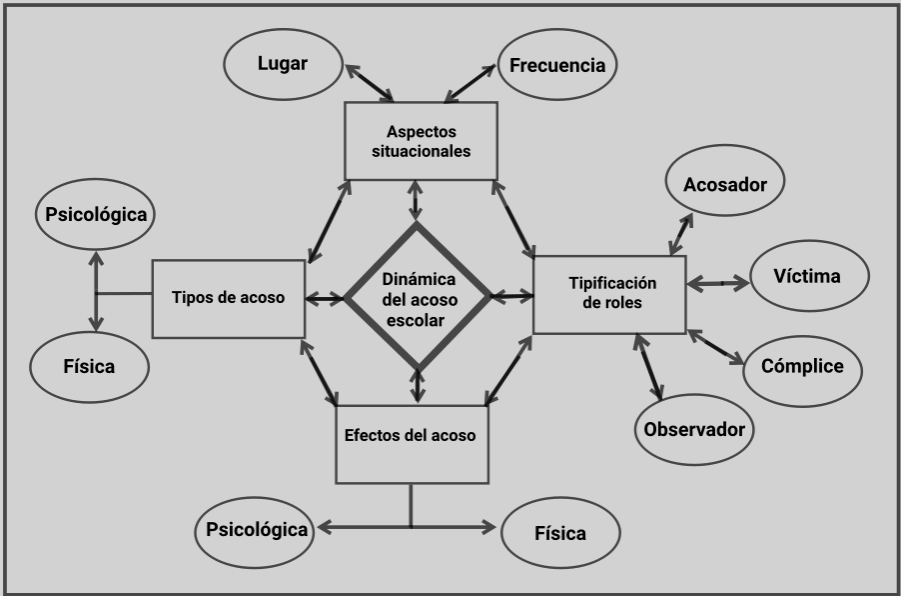 Lugar
Frecuencia
Aspectos
situacionales
Acosador
Psicológica
Víctima
Tipos de acoso
Dinámica
del acoso
escolar
Tipificación
de roles
Física
Cómplice
Efectos del acoso
Observador
Psicológica
Física